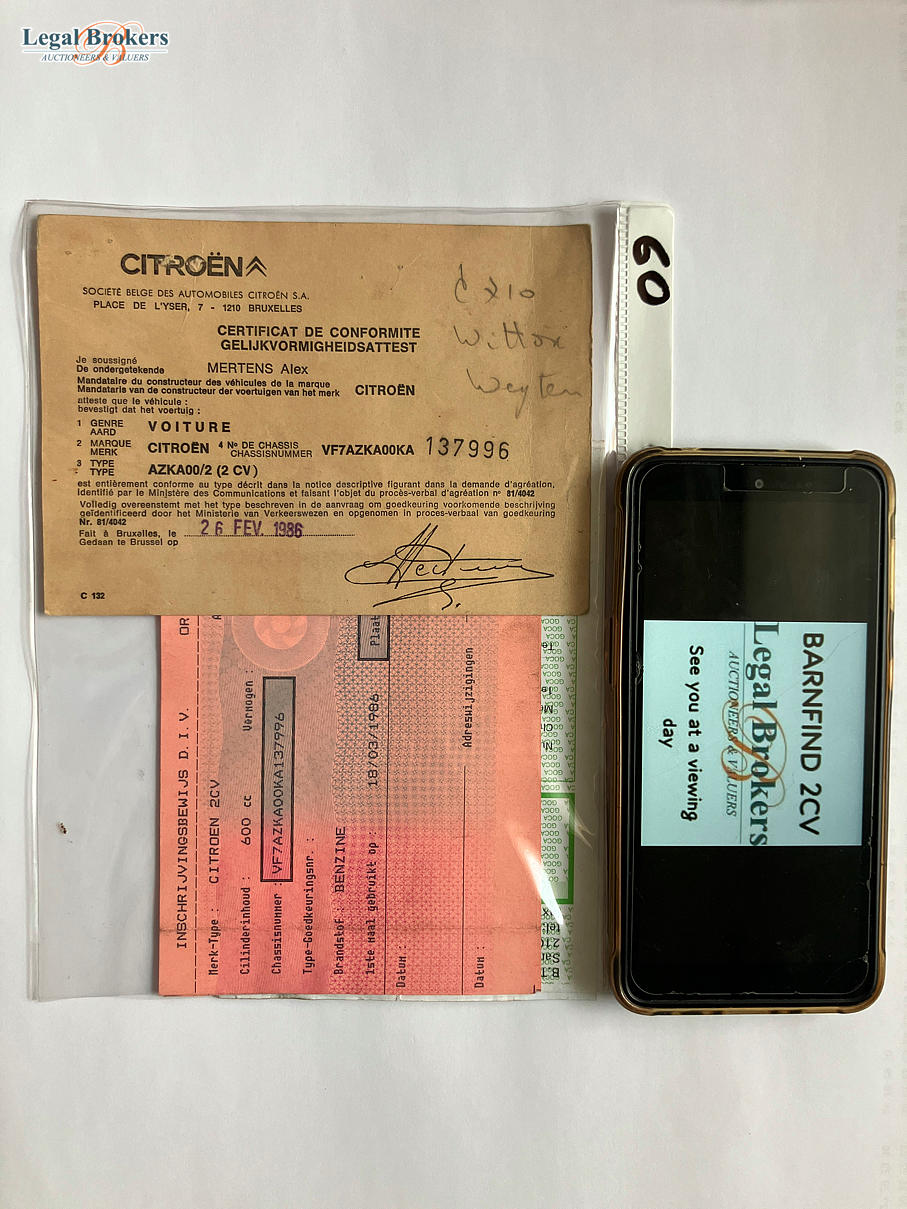 Legal Brokers
AUCTIONEERS & VALUERS
60
CITROËN
SOCIÉTÉ BELGE DES AUTOMOBILES CITROËN S.A.
PLACE DE L'YSER, 7 - 1210 BRUXELLES
CERTIFICAT DE CONFORMITE
GELIJKVORMIGHEIDSATTEST
Je soussigné
De ondergetekende MERTENS Alex
Mandataire du constructeur des véhicules de la marque
Mandataris van de constructeur der voertuigen van het merk CITROËN
atteste que le véhicule :
bevestigt dat het voertuig :
1 GENRE
AARD VOITURE
2 MARQUE
MERK CITROËN 4 No DE CHASSIS
CHASSISNUMMER VF7AZKA00KA 137996
3 TYPE
- TYPE AZKA00/2 (2 CV)
est entièrement conforme au type décrit dans la notice descriptive figurant dans la demande d'agréation,
identifié par le Ministère des Communications et faisant l'objet du procès-verbal d'agréation nº 81/4042
Volledig overeenstemt met het type beschreven in de aanvraag om goedkeuring voorkomende beschrijving
geïdentificeerd door het Ministerie van Verkeerswezen en opgenomen in proces-verbaal van goedkeuring
Nr. 81/4042
Fait à Bruxelles, le
Gedaan te Brussel op 26 FEV. 1986
C 132
INSCHRIJVINGSBEWIJS D. I. V.
OR
Merk-Type : CITROEN 2CV
Cilinderinhoud : 600 cc Vermogen :
Chassisnummer : VF7AZKA00KA137996
Type-Goedkeuringsnr. :
Brandstof : BENZINE
1ste maal gebruikt op : 18/03/1986
Plaat
Datum :
Adreswijzigingen
Datum :
BARNFIND 2CV
Legal Brokers
AUCTIONEERS & VALUERS
See you at a viewing
day